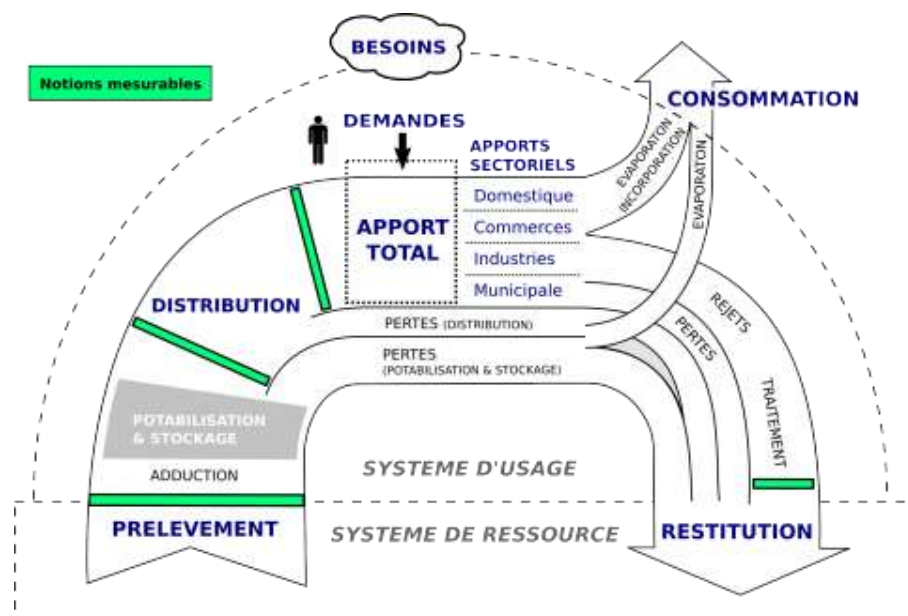 BESOINS
Notions mesurables
CONSOMMATION
DEMANDES
APPORTS
SECTORIELS
EVAPORATON
INCORPORATION
EVAPORATON
Domestique
Commerces
Industries
Municipale
APPORT
TOTAL
DISTRIBUTION
PERTES (DISTRIBUTION)
PERTES
(POTABILISATION & STOCKAGE)
REJETS
PERTES
TRAITEMENT
POTABILISATION
& STOCKAGE
ADDUCTION
SYSTEME D'USAGE
PRELEVEMENT
SYSTEME DE RESSOURCE
RESTITUTION